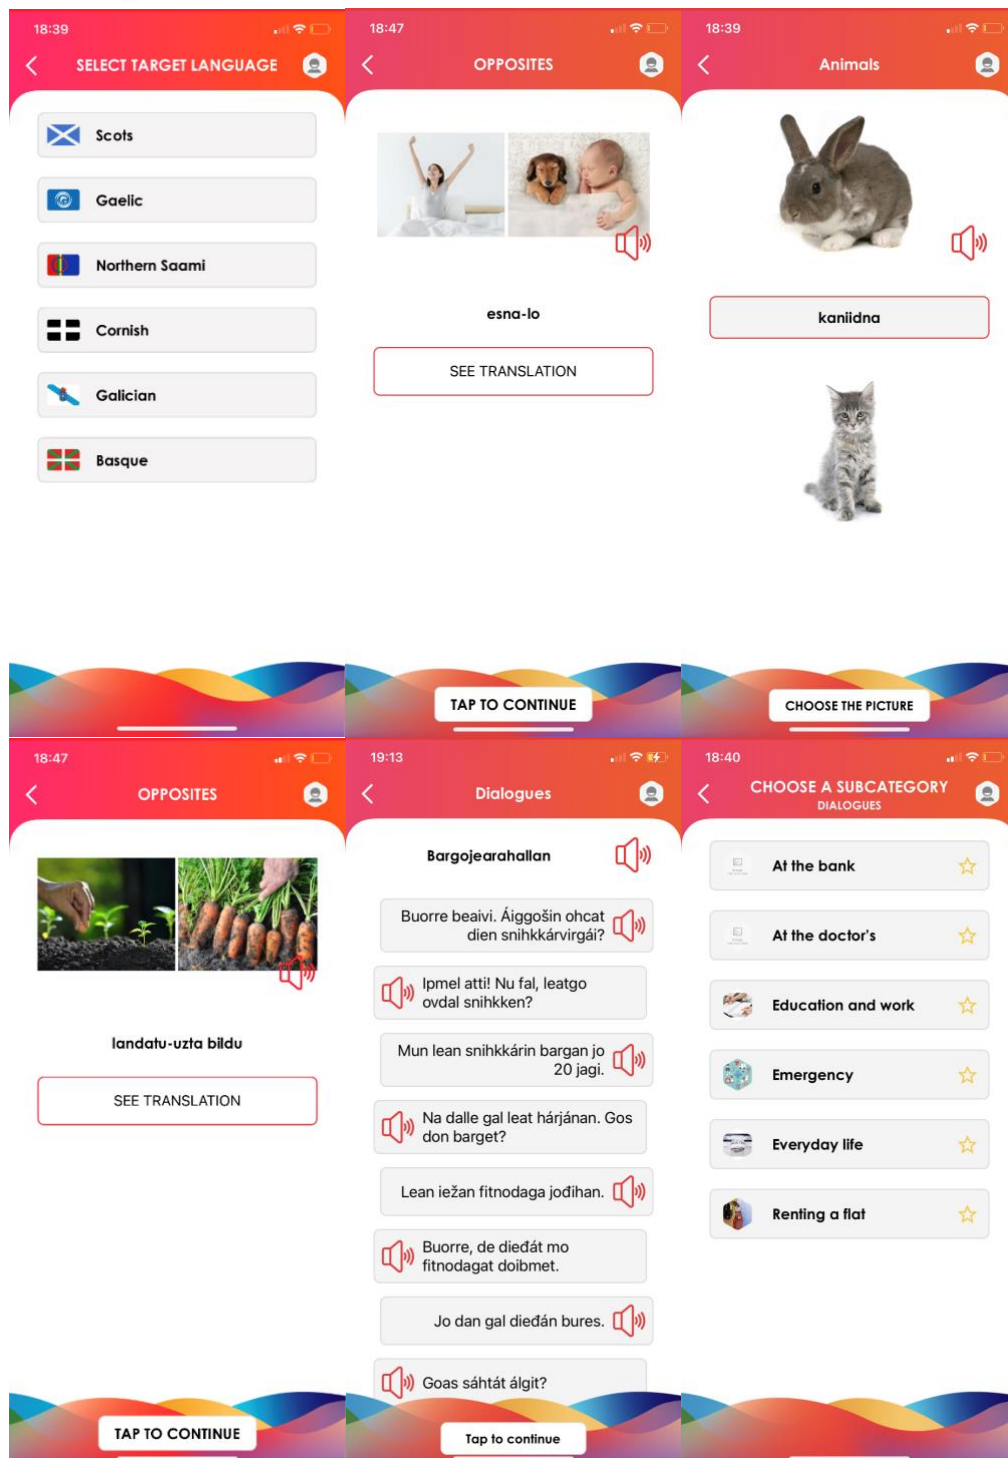 18:39
SELECT TARGET LANGUAGE
Scots
Gaelic
Northern Saami
Cornish
Galician
Basque
18:47
OPPOSITES
esna-lo
SEE TRANSLATION
TAP TO CONTINUE
18:39
Animals
kaniidna
CHOOSE THE PICTURE
18:47
OPPOSITES
landatu-uzta bildu
SEE TRANSLATION
TAP TO CONTINUE
19:13
Dialogues
Bargojearahallan
Buorre beaivi. Áiggošin ohcat
dien snihkkárvirgái?
Ipmel atti! Nu fal, leatgo
ovdal snihkken?
Mun lean snihkkárin bargan jo
20 jagi.
Na dalle gal leat hárjánan. Gos
don barget?
Lean iežan fitnodaga jođihan.
Buorre, de dieđát mo
fitnodagat doibmet.
Jo dan gal dieđán bures.
Goas sáhtát álgit?
Tap to continue
18:40
CHOOSE A SUBCATEGORY
DIALOGUES
At the bank
At the doctor's
Education and work
Emergency
Everyday life
Renting a flat